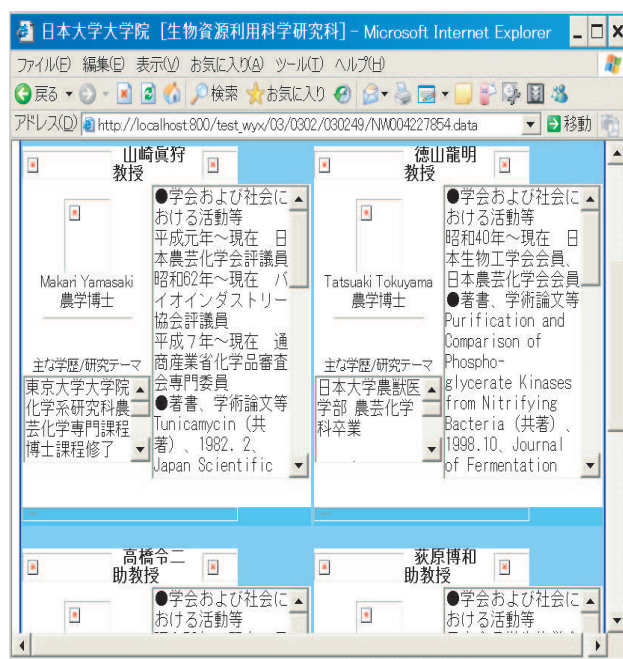 日本大学大学院 [生物資源利用科学研究科] - Microsoft Internet Explorer
ファイル(F) 編集(E) 表示(V) お気に入り(A) ツール(T) ヘルプ(H)
戻る 検索 お気に入り
アドレス(D) http://localhost:800/test_wyx/03/0302/030249/NW004227854.data 移動
山崎眞狩
教授
Makari Yamasaki
農学博士
主な学歴/研究テーマ
東京大学大学院
化学系研究科農
芸化学専門課程
博士課程修了
●学会および社会に
おける活動等
平成元年～現在 日
本農芸化学会評議員
昭和62年～現在 バ
イオインダストリー
協会評議員
平成７年～現在 通
商産業省化学品審査
会専門委員
●著書、学術論文等
Tunicamycin (共
著）、1982. 2、
Japan Scientific
徳山龍明
教授
Tatsuaki Tokuyama
農学博士
主な学歴/研究テーマ
日本大学農獣医
学部 農芸化学
科卒業
●学会および社会に
おける活動等
昭和40年～現在 日
本生物工学会会員、
日本農芸化学会会員
●著書、学術論文等
Purification and
Comparison of
Phospho-
glycerate Kinases
from Nitrifying
Bacteria (共著）、
1998.10、Journal
of Fermentation
高橋令二
助教授
●学会および社会に
おける活動等
荻原博和
助教授
●学会および社会に
おける活動等